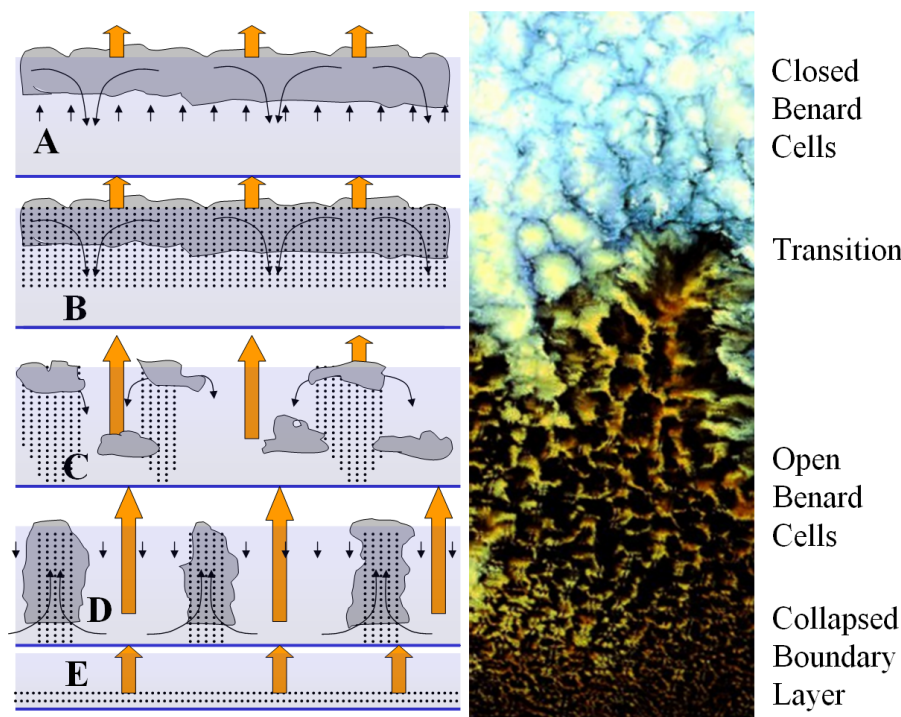 A
B
C
D
E
Closed
Benard
Cells
Transition
Open
Benard
Cells
Collapsed
Boundary
Layer